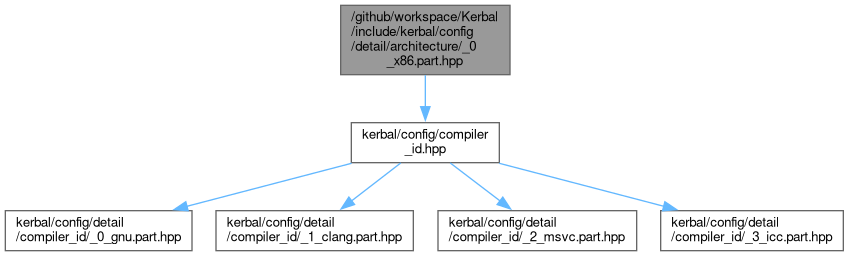 /github/workspace/Kerbal
/include/kerbal/config
/detail/architecture/_0
_x86.part.hpp
kerbal/config/compiler
_id.hpp
kerbal/config/detail
/compiler_id/_0_gnu.part.hpp
kerbal/config/detail
/compiler_id/_1_clang.part.hpp
kerbal/config/detail
/compiler_id/_2_msvc.part.hpp
kerbal/config/detail
/compiler_id/_3_icc.part.hpp